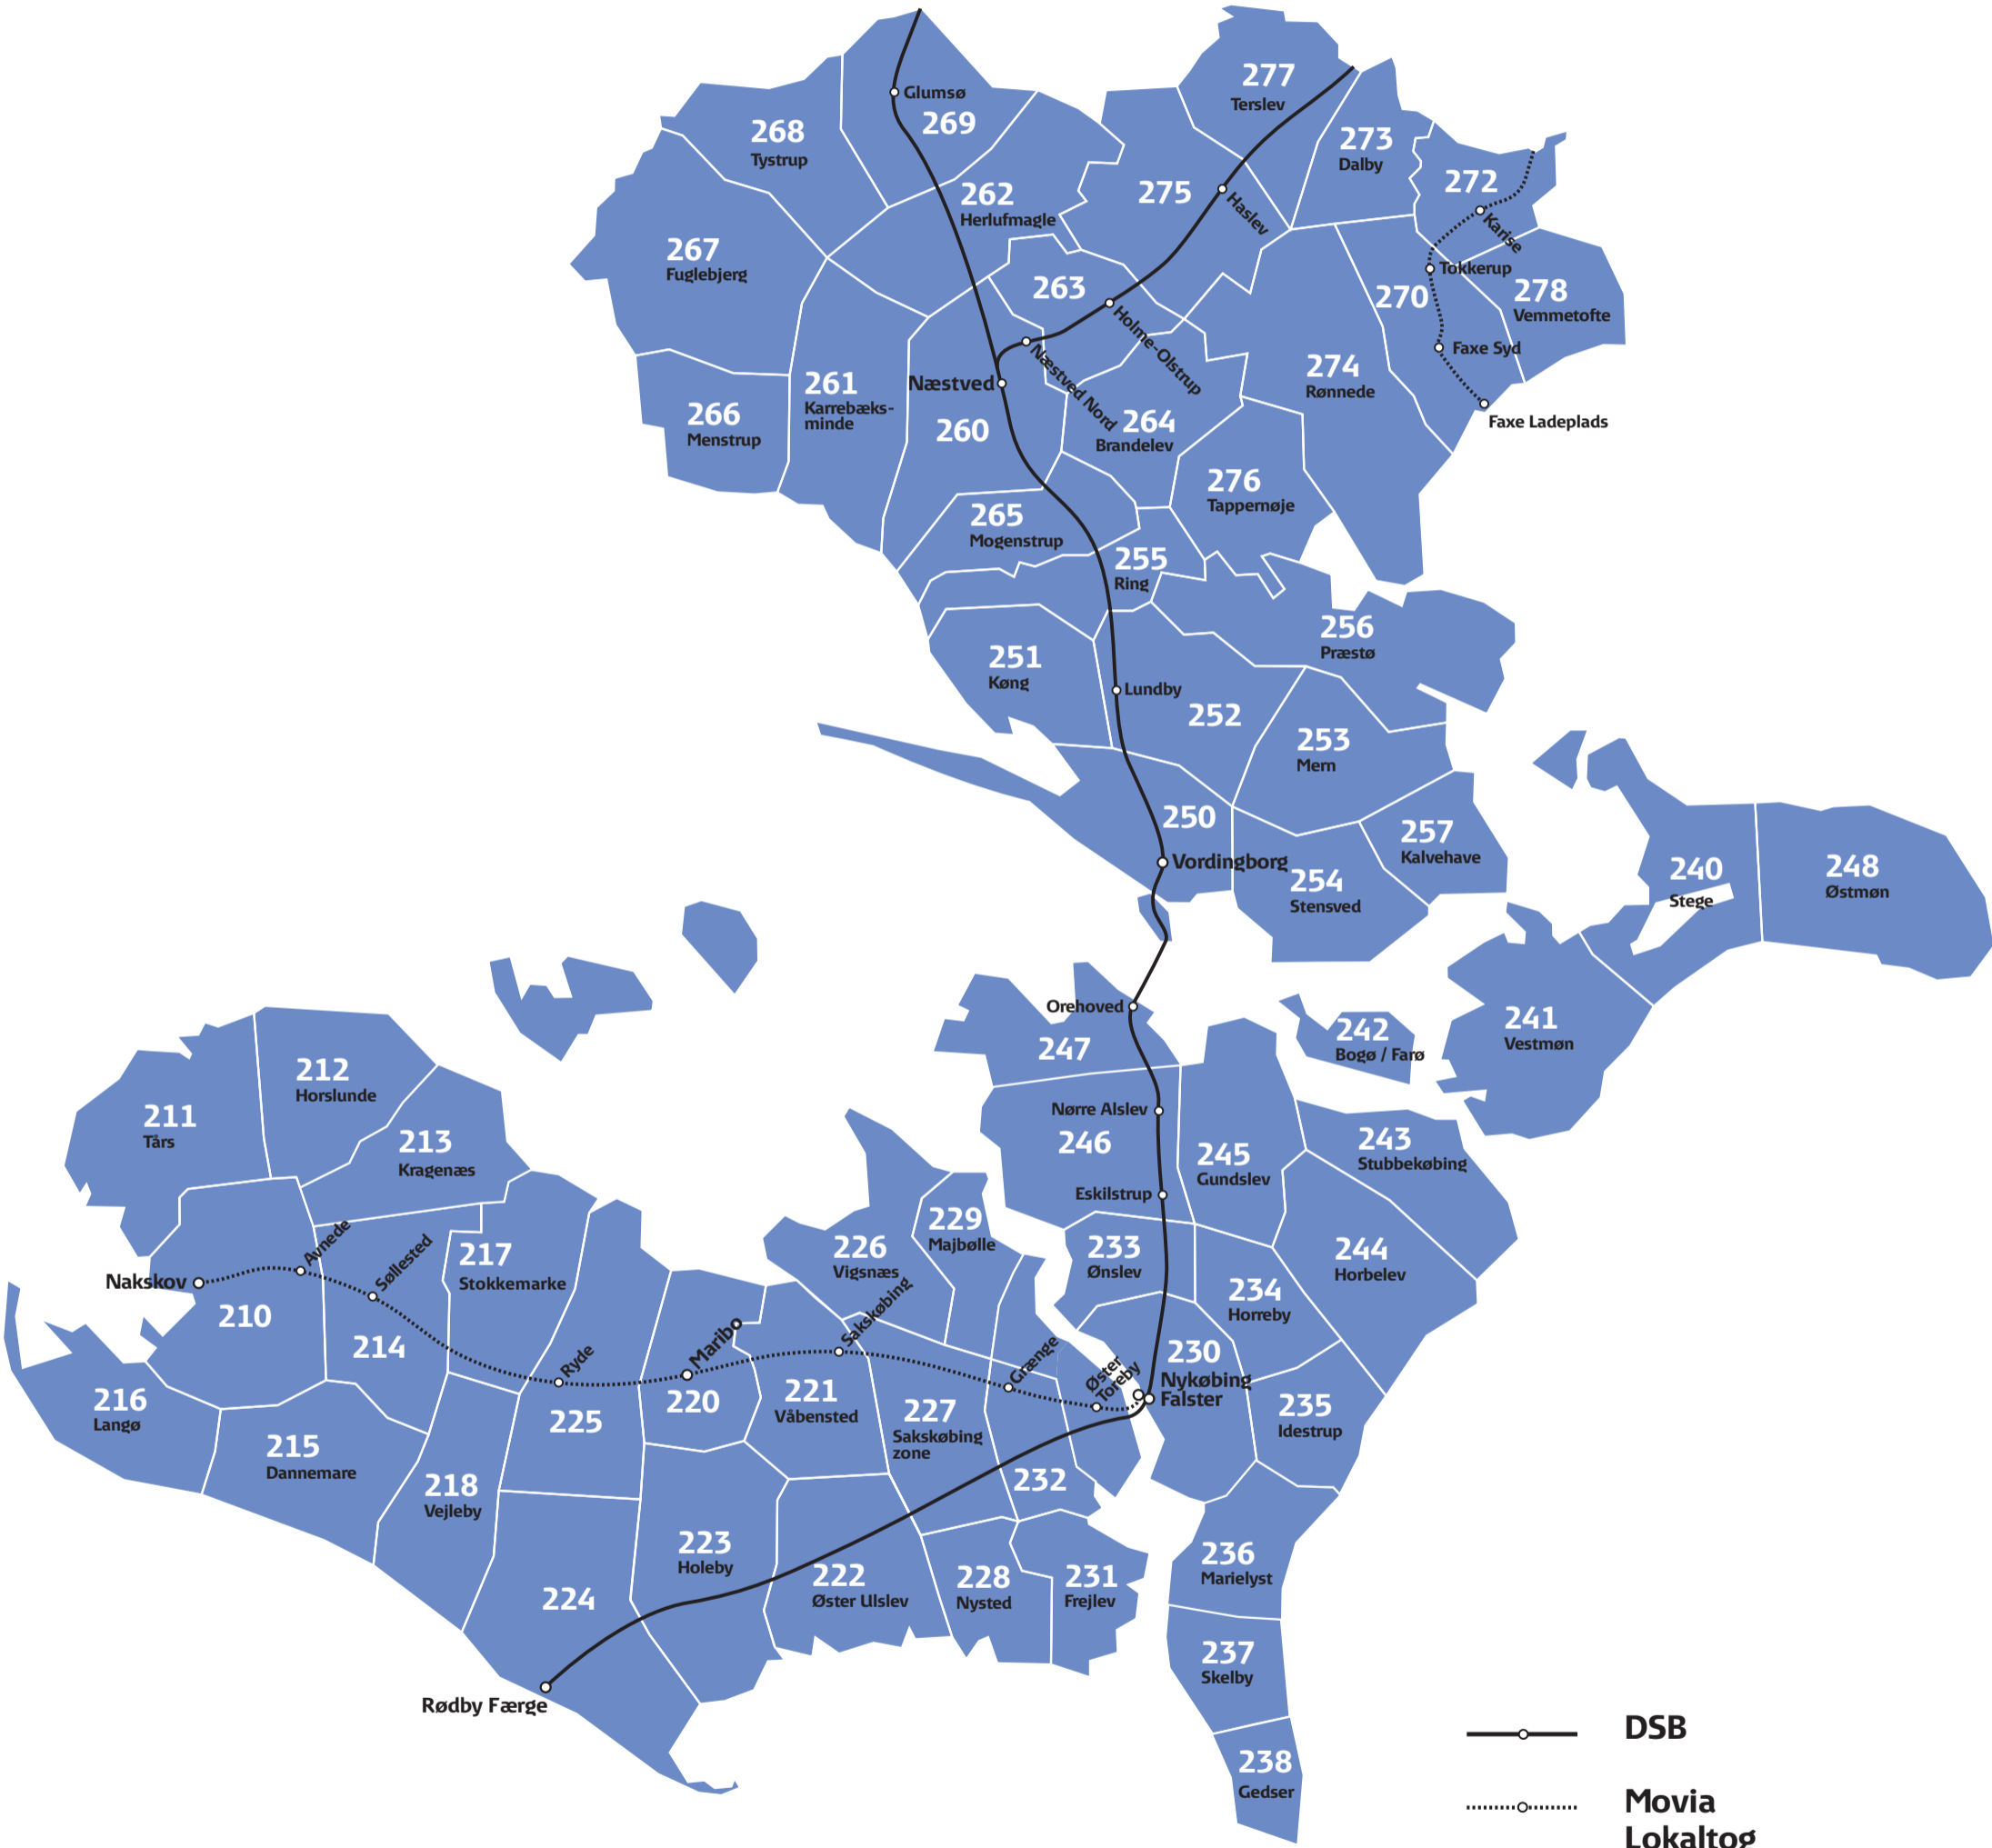 277
Terslev
Glumsø
269
268
Tystrup
273
Dalby
272
Karise
262
Herlufmagle
275
Haslev
267
Fuglebjerg
Tokkerup
263
270
278
Vemmetofte
Holme-Olstrup
Næstved Nord
Faxe Syd
274
Rønnede
Næstved
261
Karrebæks-
minde
266
Menstrup
Faxe Ladeplads
260
264
Brandelev
276
Tappernøje
265
Mogenstrup
255
Ring
256
Præstø
251
Køng
Lundby
252
253
Mern
250
257
Kalvehave
Vordingborg
254
Stensved
240
Stege
248
Østmøn
Orehoved
247
242
Bogø / Farø
241
Vestmøn
212
Horslunde
211
Tårs
213
Kragenæs
Nørre Alslev
246
245
Gundslev
243
Stubbekøbing
Eskilstrup
229
Majbølle
226
Vigsnæs
233
Ønslev
244
Horbelev
234
Horreby
217
Stokkemarke
Avnede
Søllested
Nakskov
210
214
Ryde
Maribo
Sakskøbing
Grænge
Øster
Toreby
230
Nykøbing
Falster
216
Langø
215
Dannemare
225
220
221
Våbensted
227
Sakskøbing
zone
235
Idestrup
218
Vejleby
232
223
Holeby
224
222
Øster Ulslev
228
Nysted
231
Frejlev
236
Marielyst
237
Skelby
Rødby Færge
238
Gedser
DSB
Movia
Lokaltog